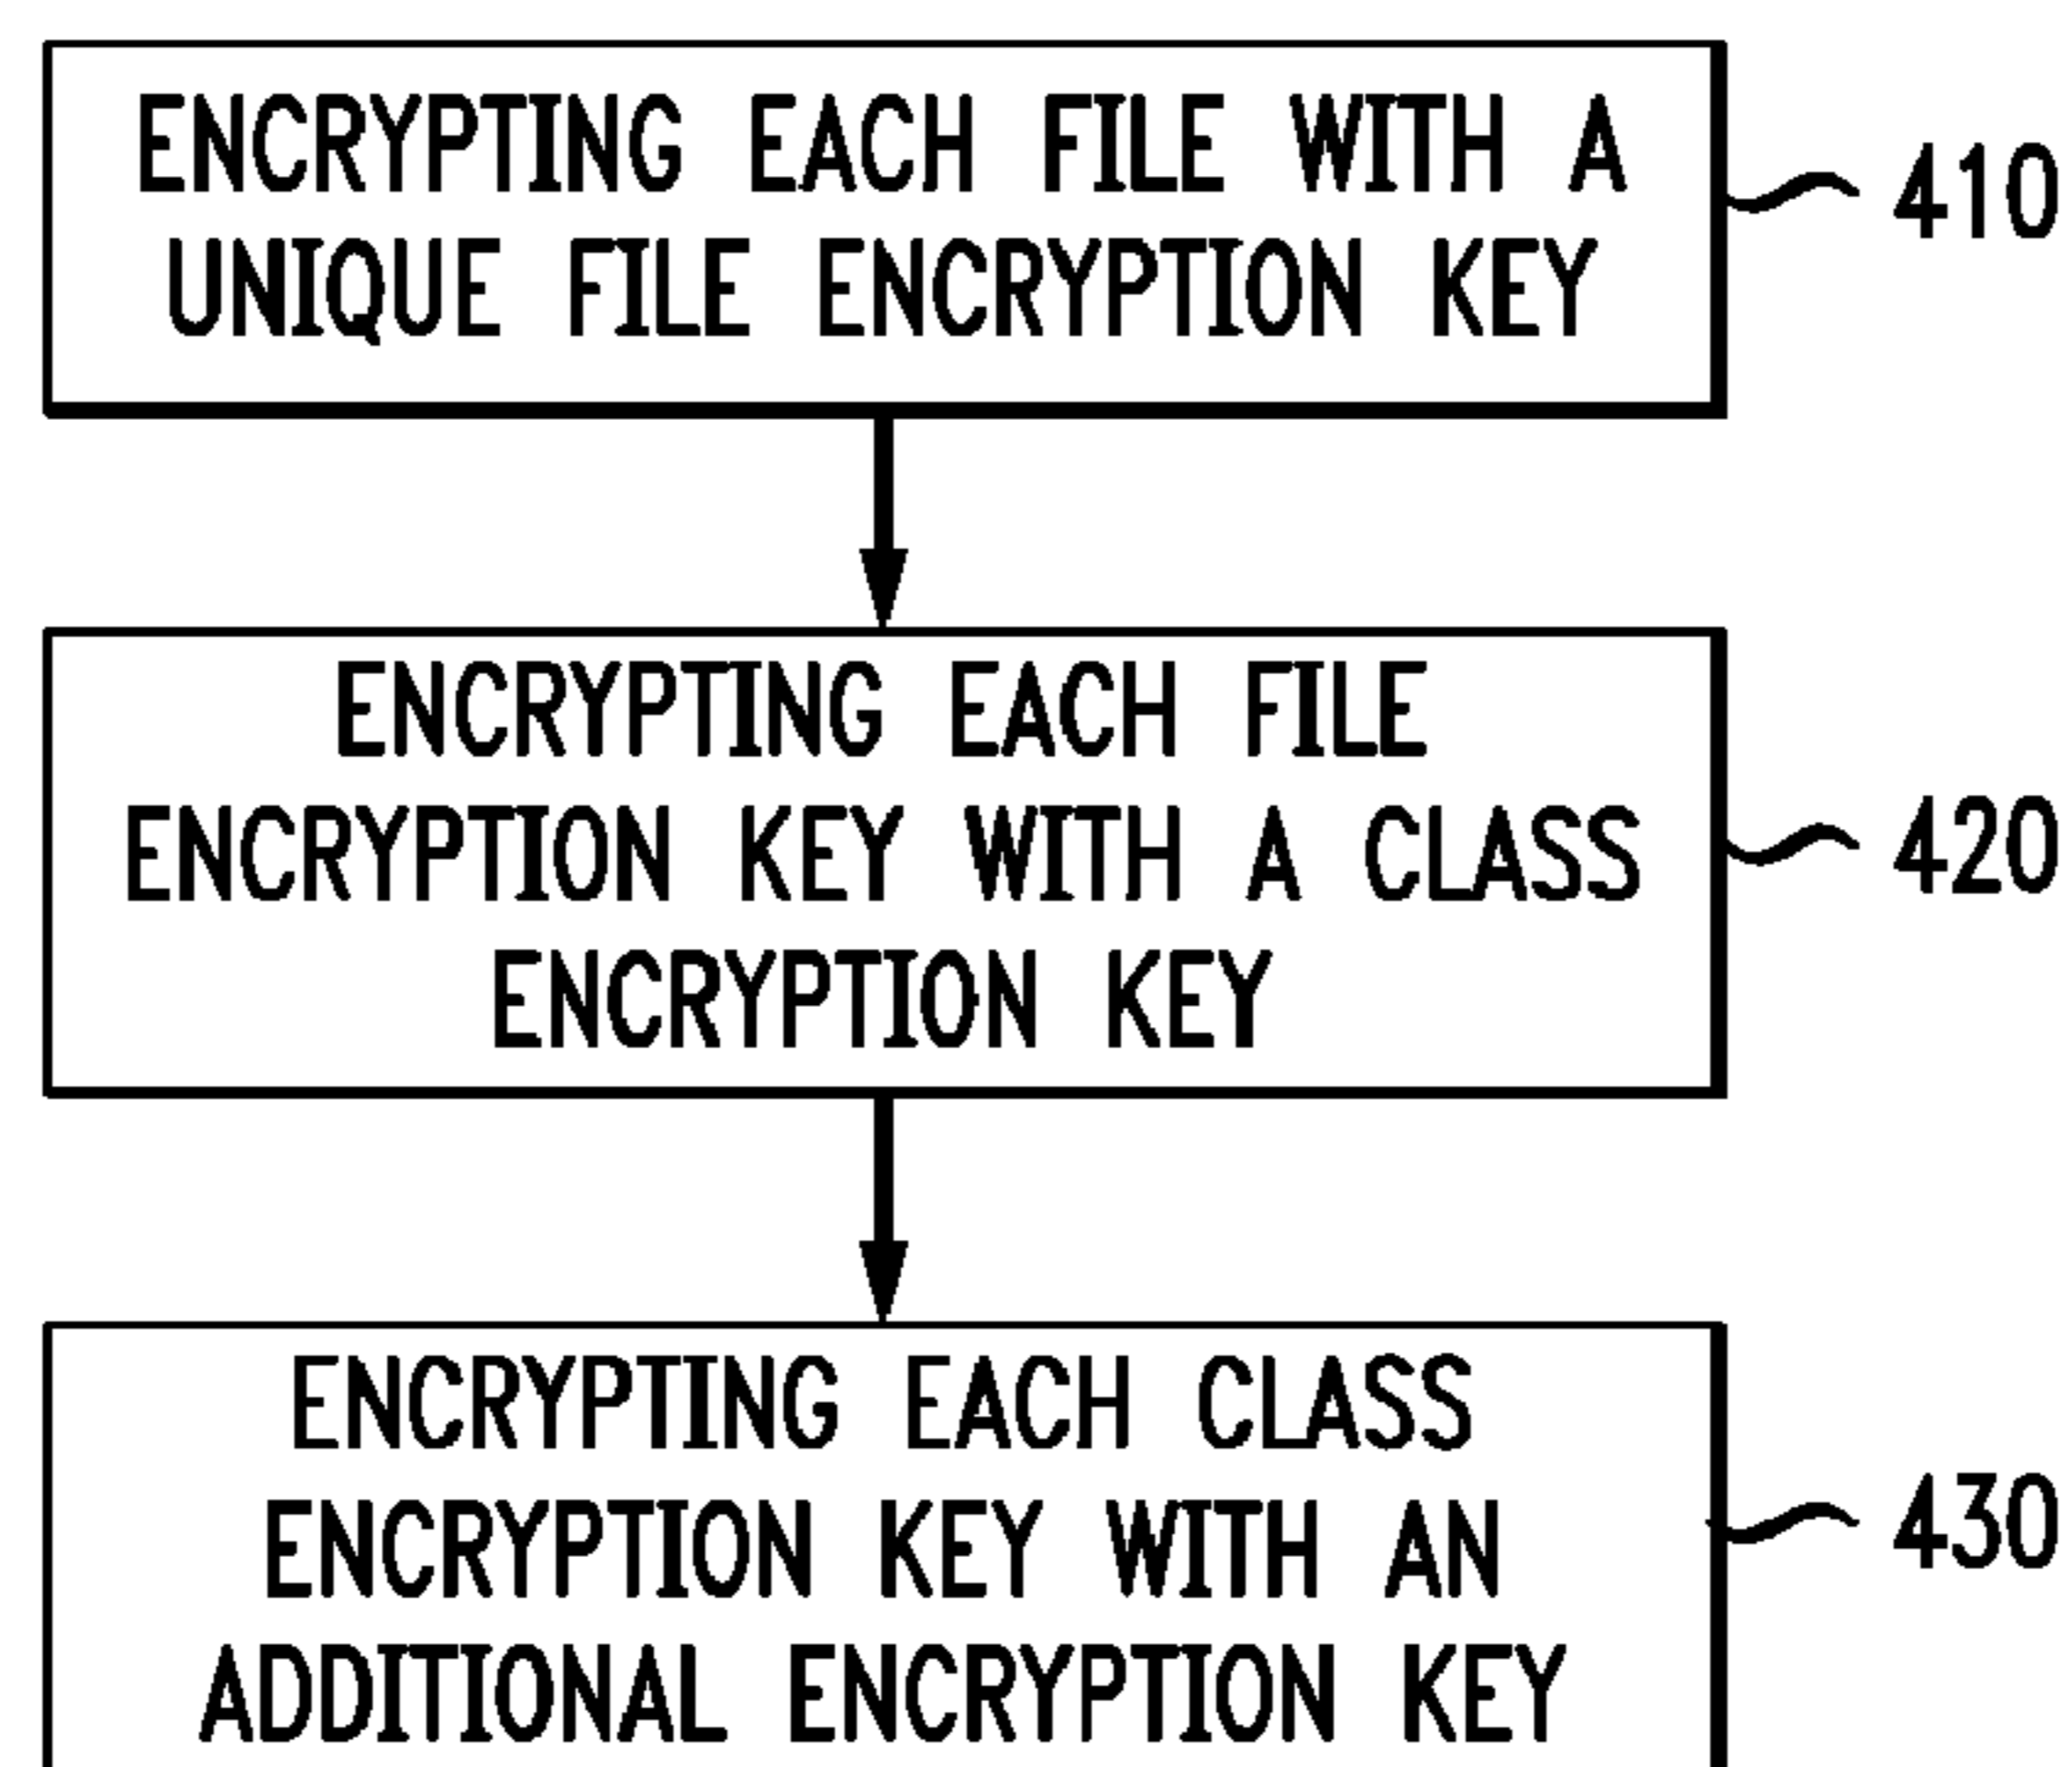 ENCRYPTING EACH FILE WITH A
UNIQUE FILE ENCRYPTION KEY
410
ENCRYPTING EACH FILE
ENCRYPTION KEY WITH A CLASS
ENCRYPTION KEY
420
ENCRYPTING EACH CLASS
ENCRYPTION KEY WITH AN
ADDITIONAL ENCRYPTION KEY
430